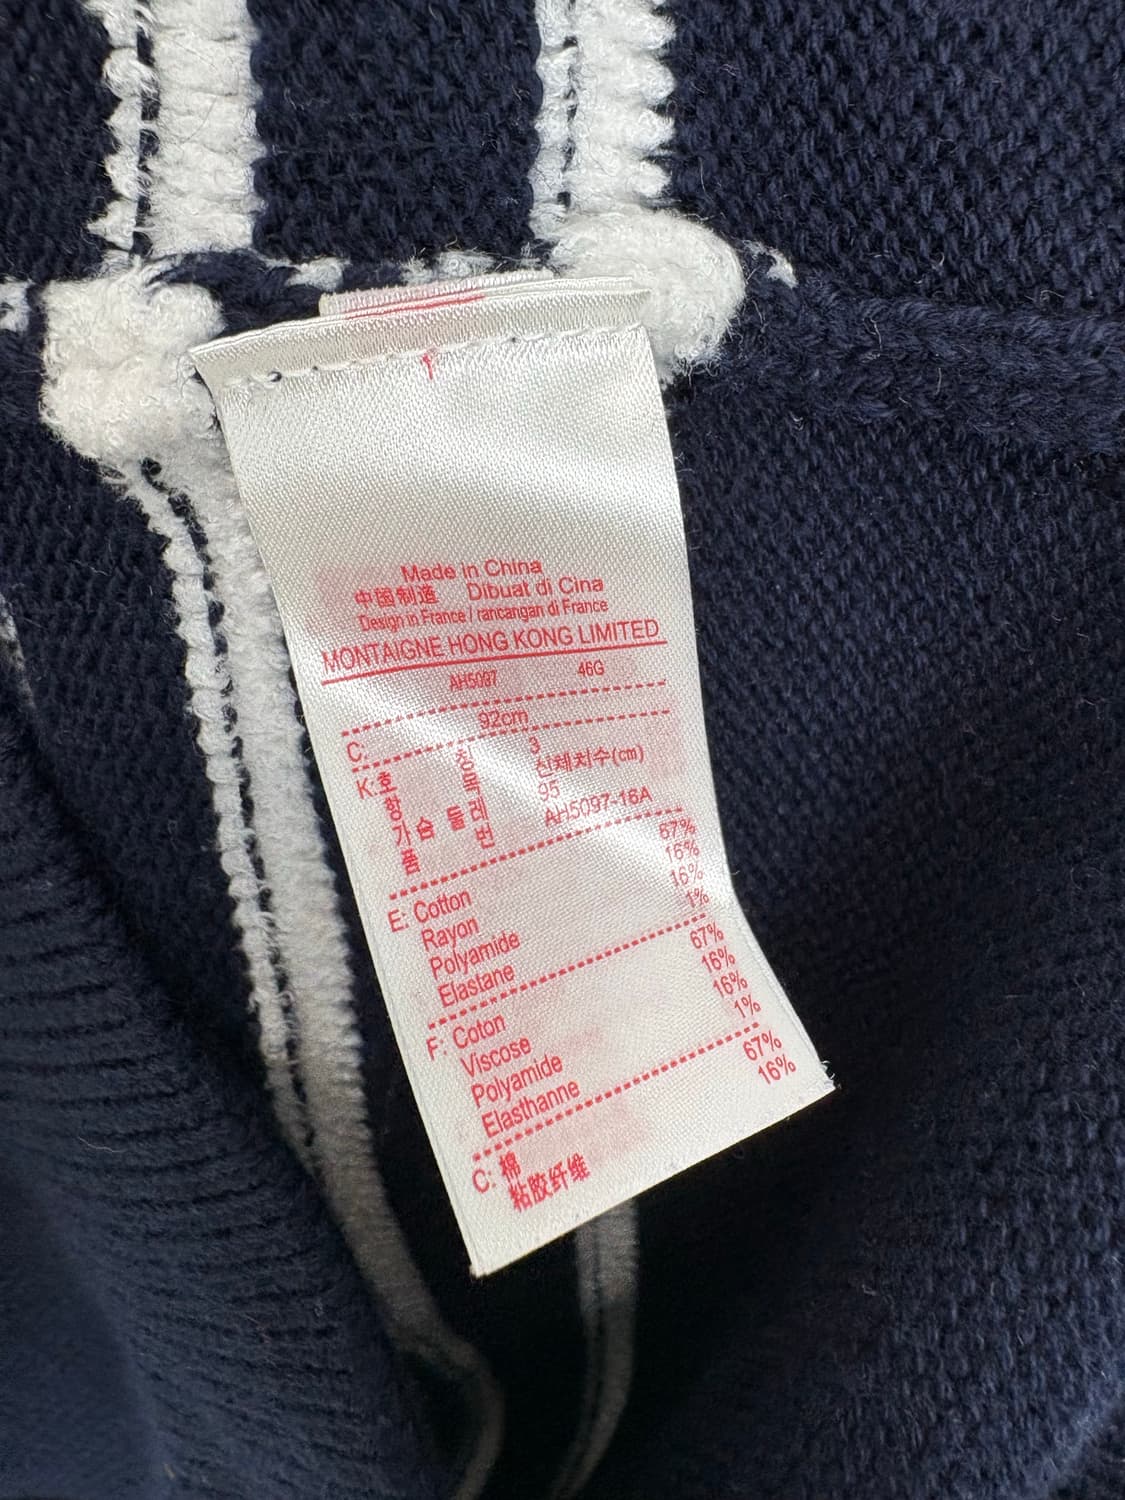 Made in China
中国制造 Dibuat di Cina
Design in France / rancangan di France
MONTAIGNE HONG KONG LIMITED
AH5097 46G
C: 92cm
K: 호칭 3
항목 신체치수(cm)
가슴둘레 95
품번 AH5097-16A
E: Cotton 67%
Rayon 16%
Polyamide 16%
Elastane 1%
F: Coton 67%
Viscose 16%
Polyamide 16%
Elasthanne 1%
C: 棉 67%
粘胶纤维 16%